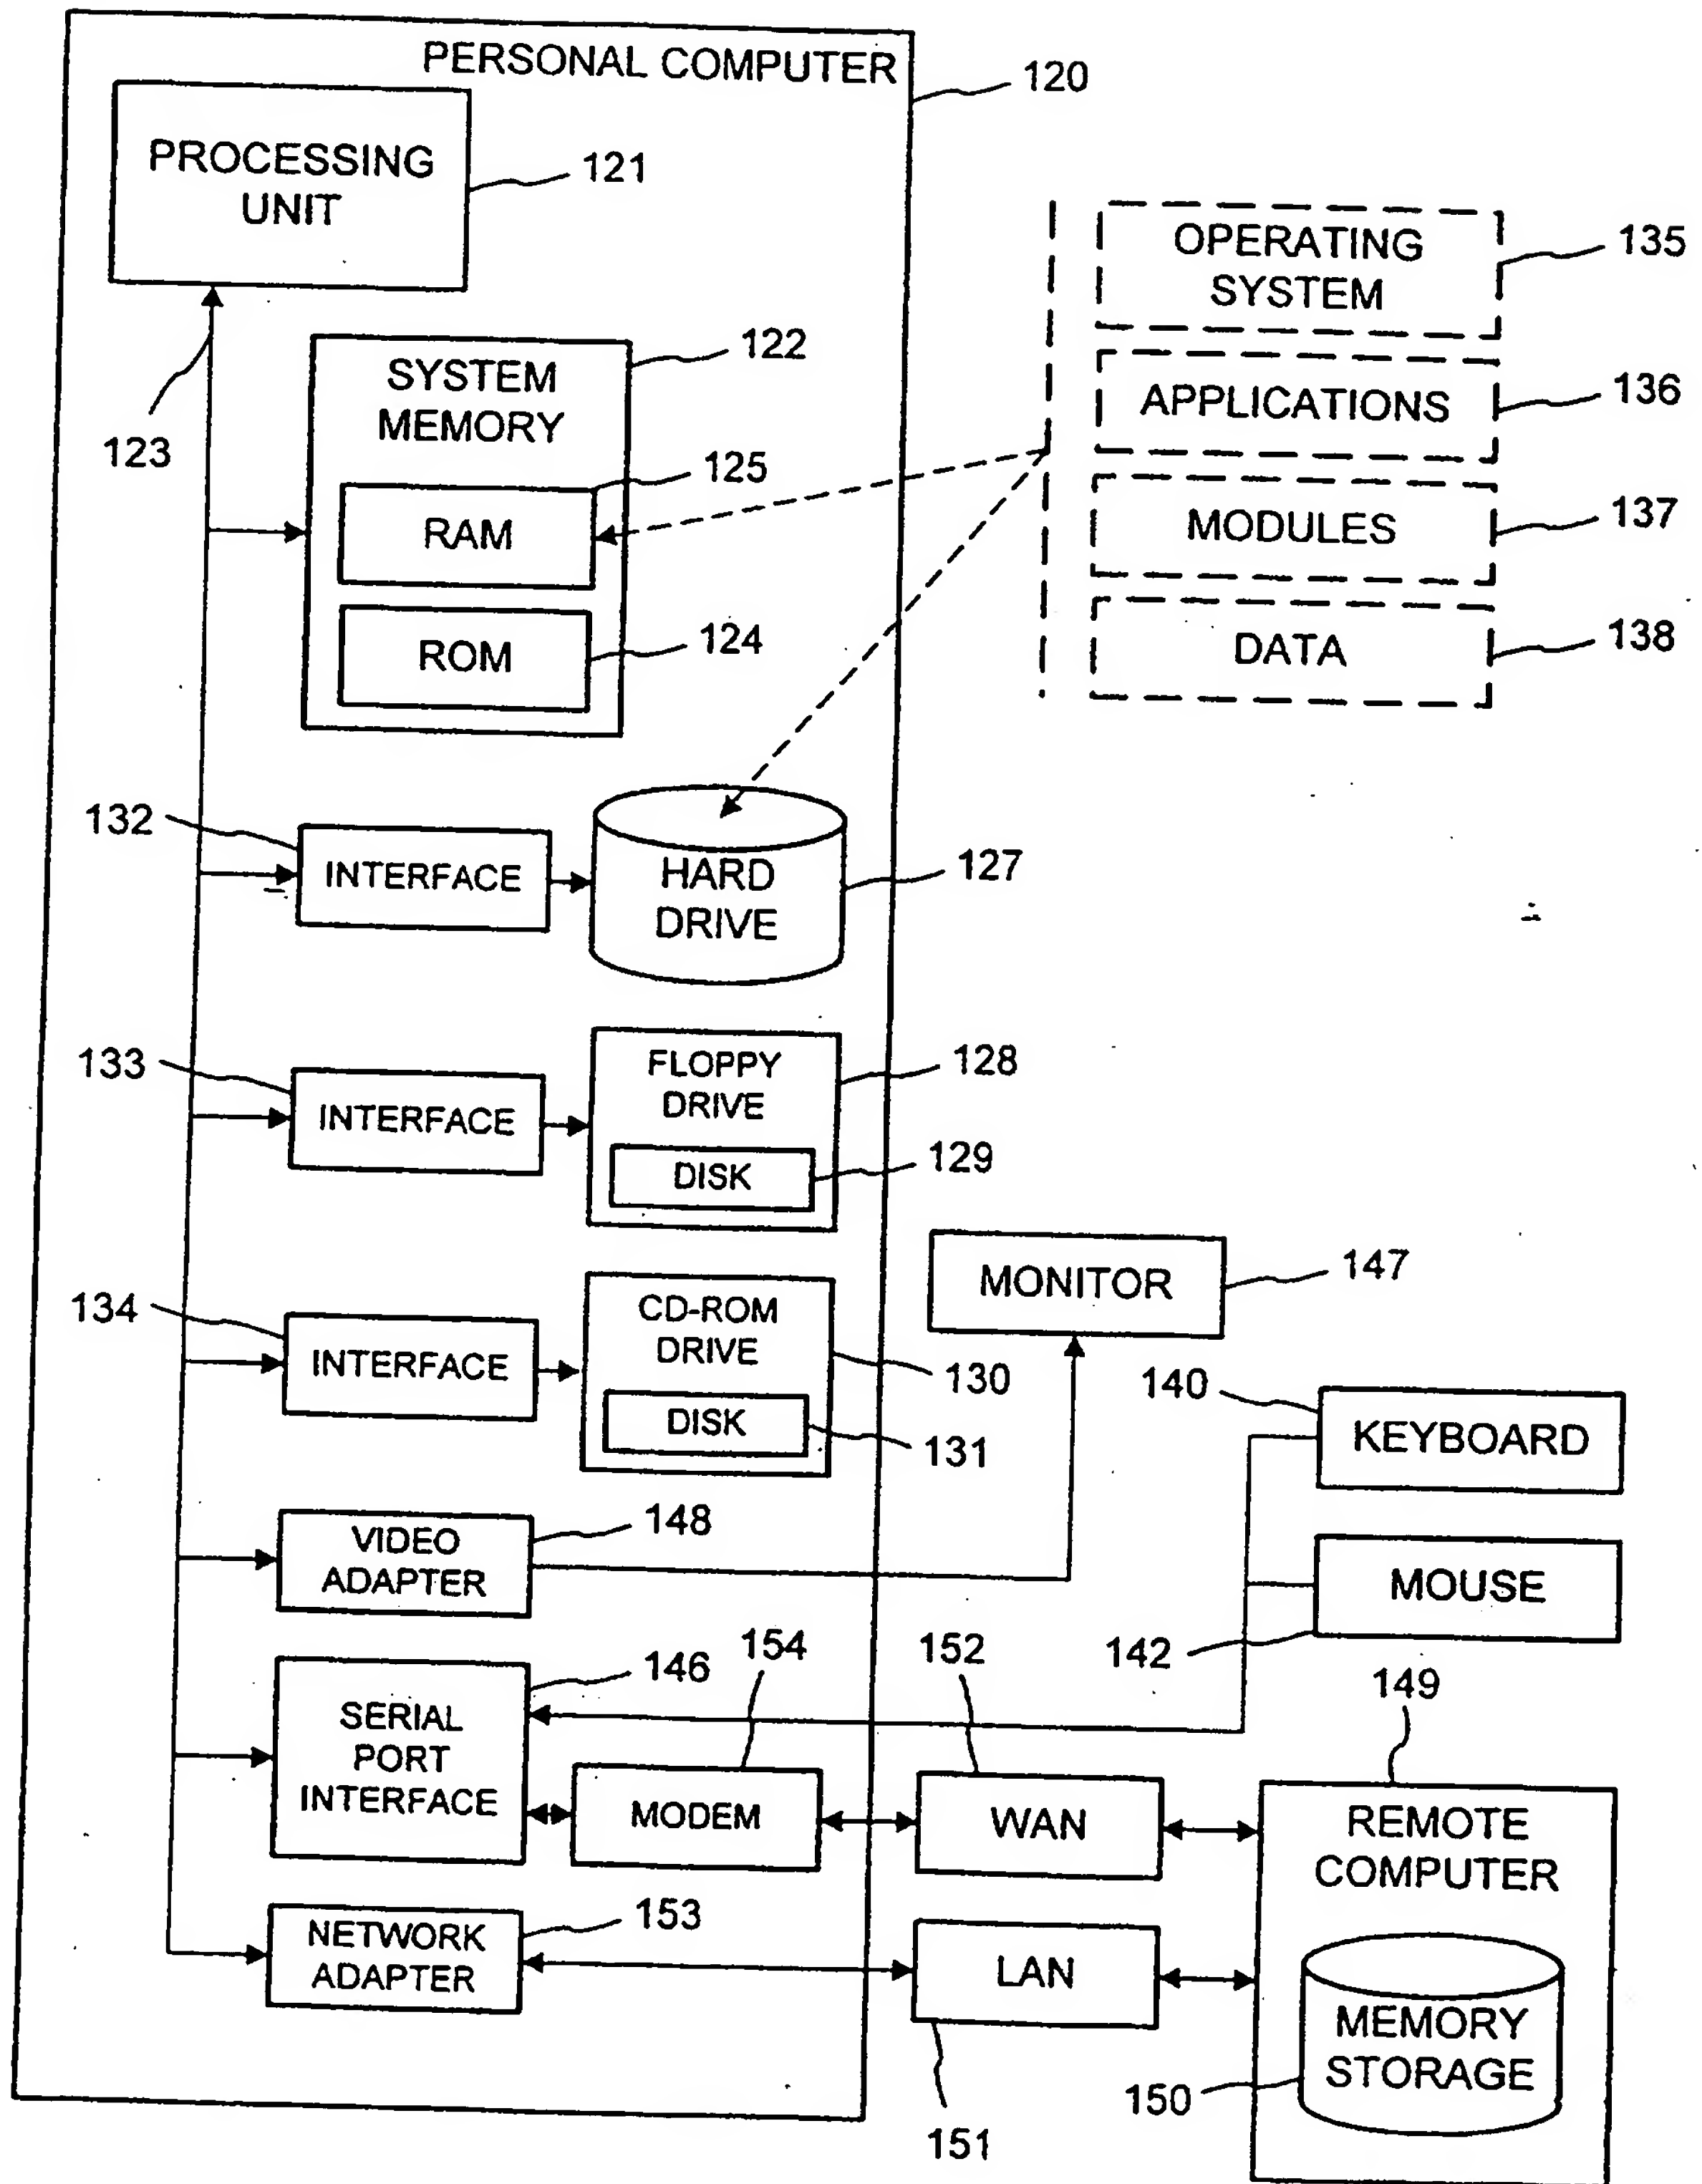 PERSONAL COMPUTER
120
PROCESSING
UNIT
121
123
SYSTEM
MEMORY
122
RAM
125
ROM
124
OPERATING
SYSTEM
135
APPLICATIONS
136
MODULES
137
DATA
138
132
INTERFACE
HARD
DRIVE
127
133
INTERFACE
FLOPPY
DRIVE
128
DISK
129
134
INTERFACE
CD-ROM
DRIVE
130
DISK
131
MONITOR
147
140
KEYBOARD
MOUSE
142
VIDEO
ADAPTER
148
SERIAL
PORT
INTERFACE
146
154
MODEM
152
WAN
149
REMOTE
COMPUTER
MEMORY
STORAGE
150
NETWORK
ADAPTER
153
LAN
151